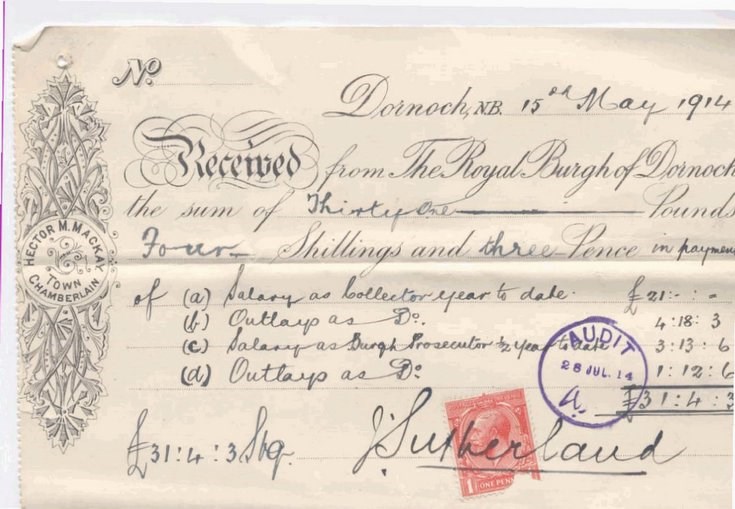 No
Dornoch, N.B. 15th May 1914
Received from The Royal Burgh of Dornoch
the sum of Thirty One Pounds
Four Shillings and three Pence in paymen
of (a) Salary as Collector year to date. £21:-:-
(b) Outlays as Do. 4:18:3
(c) Salary as Burgh Prosecutor ½ year to date 3:13:6
(d) Outlays as Do 1:12:6
£31:4:3
£31:4:3 Stg. J Sutherland
HECTOR M. MACKAY
TOWN
CHAMBERLAIN
AUDIT
28 JUL. 14
1 ONE PENN